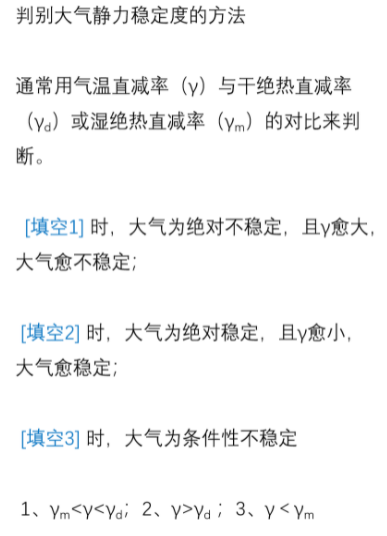 判别大气静力稳定度的方法
通常用气温直减率（γ）与干绝热直减率
（γd）或湿绝热直减率（γm）的对比来判
断。
[填空1] 时，大气为绝对不稳定，且γ愈大，
大气愈不稳定；
[填空2] 时，大气为绝对稳定，且γ愈小，
大气愈稳定；
[填空3] 时，大气为条件性不稳定
1、γm<γ<γd；2、γ>γd；3、γ<γm